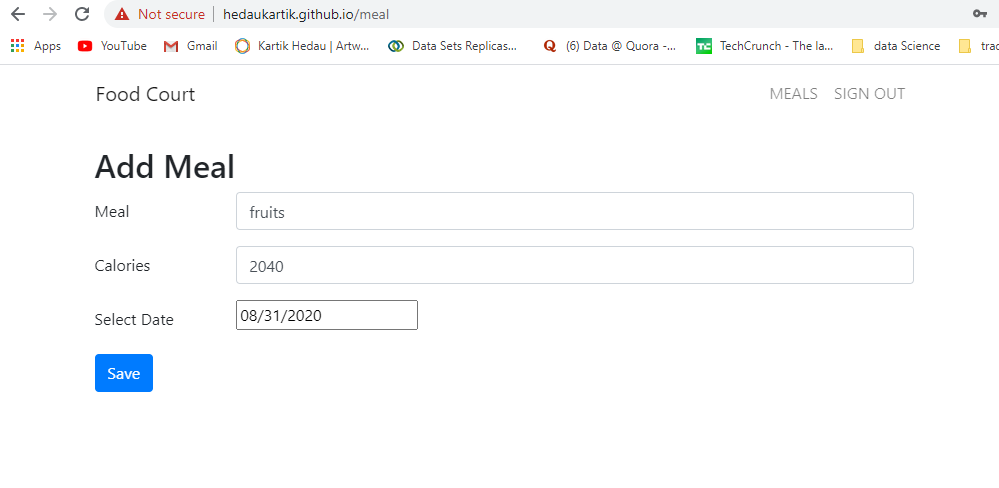 Not secure | hedaukartik.github.io/meal
Apps YouTube Gmail Kartik Hedau | Artw... Data Sets Replicas... (6) Data @ Quora -... TechCrunch - The la... data Science trac
Food Court MEALS SIGN OUT
Add Meal
Meal fruits
Calories 2040
Select Date 08/31/2020
Save